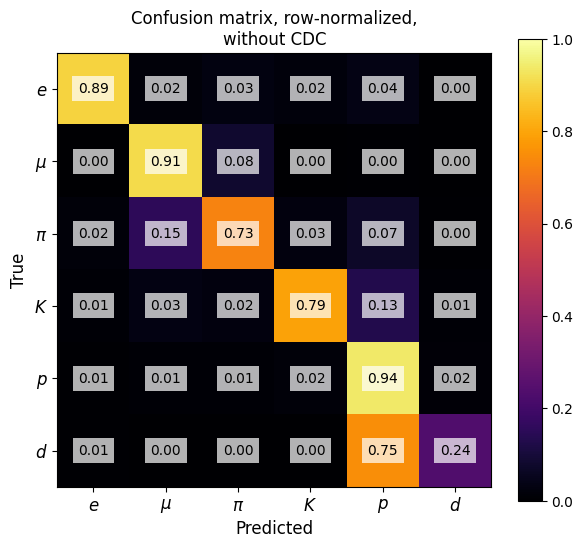 Confusion matrix, row-normalized,
without CDC
True
e 0.89 0.02 0.03 0.02 0.04 0.00
μ 0.00 0.91 0.08 0.00 0.00 0.00
π 0.02 0.15 0.73 0.03 0.07 0.00
K 0.01 0.03 0.02 0.79 0.13 0.01
p 0.01 0.01 0.01 0.02 0.94 0.02
d 0.01 0.00 0.00 0.00 0.75 0.24
e μ π K p d
Predicted
1.0
0.8
0.6
0.4
0.2
0.0